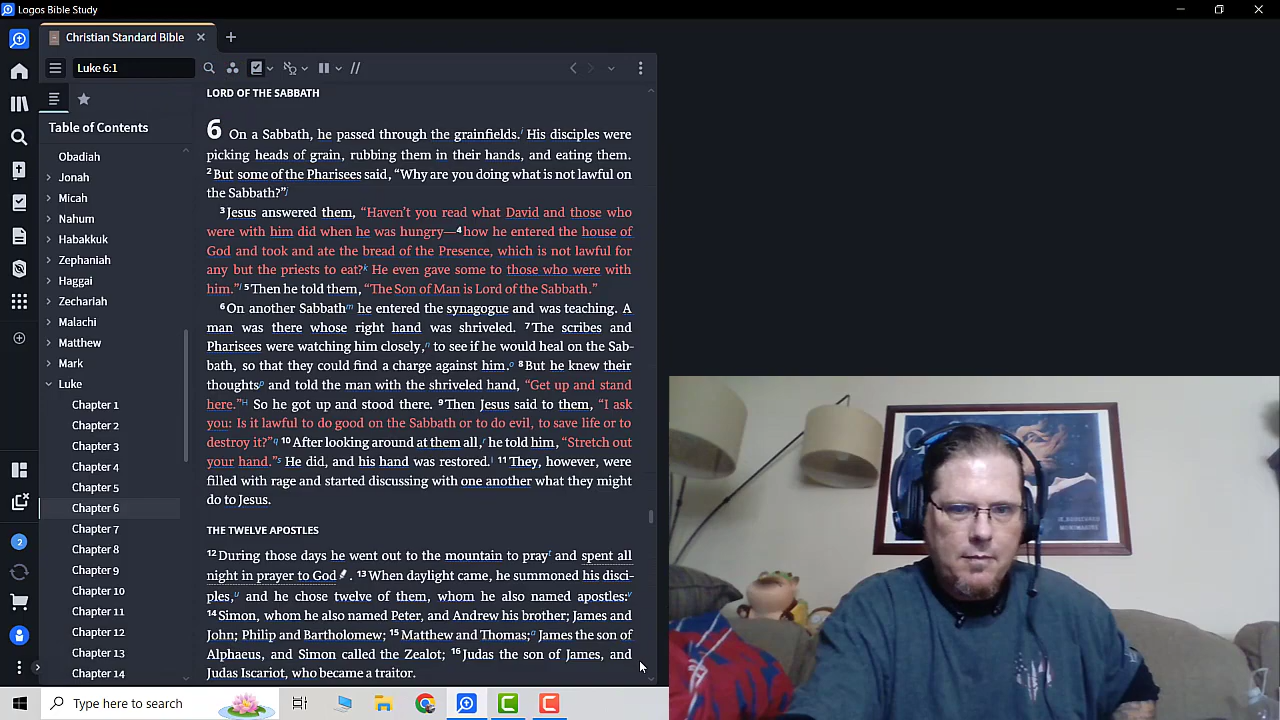 Logos Bible Study
Christian Standard Bible
Luke 6:1
Table of Contents
Obadiah
Jonah
Micah
Nahum
Habakkuk
Zephaniah
Haggai
Zechariah
Malachi
Matthew
Mark
Luke
Chapter 1
Chapter 2
Chapter 3
Chapter 4
Chapter 5
Chapter 6
Chapter 7
Chapter 8
Chapter 9
Chapter 10
Chapter 11
Chapter 12
Chapter 13
Chapter 14
2
LORD OF THE SABBATH
6 On a Sabbath, he passed through the grainfields. His disciples were
picking heads of grain, rubbing them in their hands, and eating them.
2 But some of the Pharisees said, “Why are you doing what is not lawful on
the Sabbath?”j
3 Jesus answered them, “Haven’t you read what David and those who
were with him did when he was hungry—4 how he entered the house of
God and took and ate the bread of the Presence, which is not lawful for
any but the priests to eat?k He even gave some to those who were with
him.” 5 Then he told them, “The Son of Man is Lord of the Sabbath.”
6 On another Sabbathm he entered the synagogue and was teaching. A
man was there whose right hand was shriveled. 7 The scribes and
Pharisees were watching him closely,n to see if he would heal on the Sab-
bath, so that they could find a charge against him.o 8 But he knew their
thoughtsp and told the man with the shriveled hand, “Get up and stand
here.”H So he got up and stood there. 9 Then Jesus said to them, “I ask
you: Is it lawful to do good on the Sabbath or to do evil, to save life or to
destroy it?”q 10 After looking around at them all,r he told him, “Stretch out
your hand.”s He did, and his hand was restored. 11 They, however, were
filled with rage and started discussing with one another what they might
do to Jesus.
THE TWELVE APOSTLES
12 During those days he went out to the mountain to prayt and spent all
night in prayer to God. 13 When daylight came, he summoned his disci-
ples,u and he chose twelve of them, whom he also named apostles:v
14 Simon, whom he also named Peter, and Andrew his brother; James and
John; Philip and Bartholomew; 15 Matthew and Thomas; James the son of
Alphaeus, and Simon called the Zealot; 16 Judas the son of James, and
Judas Iscariot, who became a traitor.
Type here to search